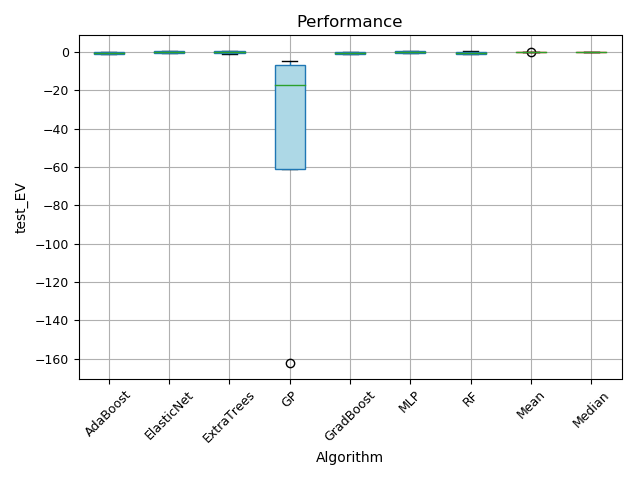 Performance
test_EV
0
−20
−40
−60
−80
−100
−120
−140
−160
AdaBoost
ElasticNet
ExtraTrees
GP
GradBoost
MLP
RF
Mean
Median
Algorithm